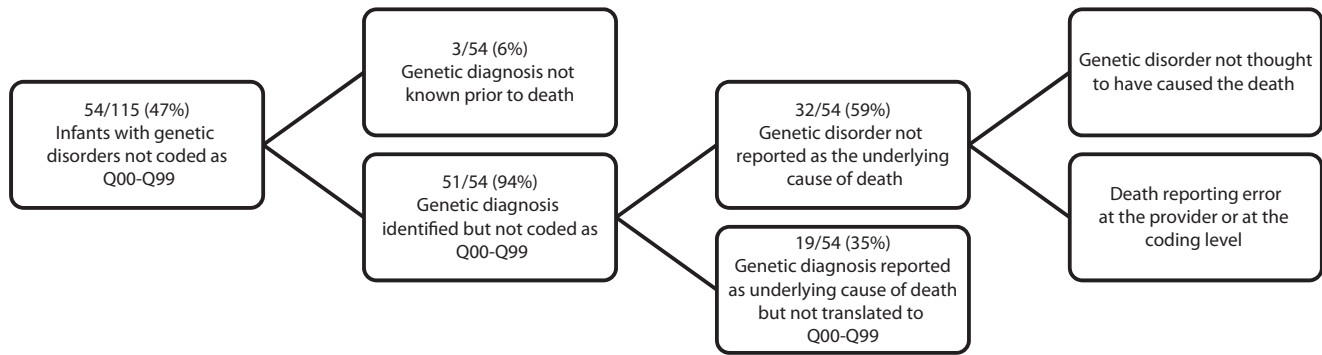 54/115 (47%)
Infants with genetic
disorders not coded as
Q00-Q99
3/54 (6%)
Genetic diagnosis not
known prior to death
51/54 (94%)
Genetic diagnosis
identified but not coded as
Q00-Q99
32/54 (59%)
Genetic disorder not
reported as the underlying
cause of death
19/54 (35%)
Genetic diagnosis reported
as underlying cause of death
but not translated to
Q00-Q99
Genetic disorder not thought
to have caused the death
Death reporting error
at the provider or at the
coding level